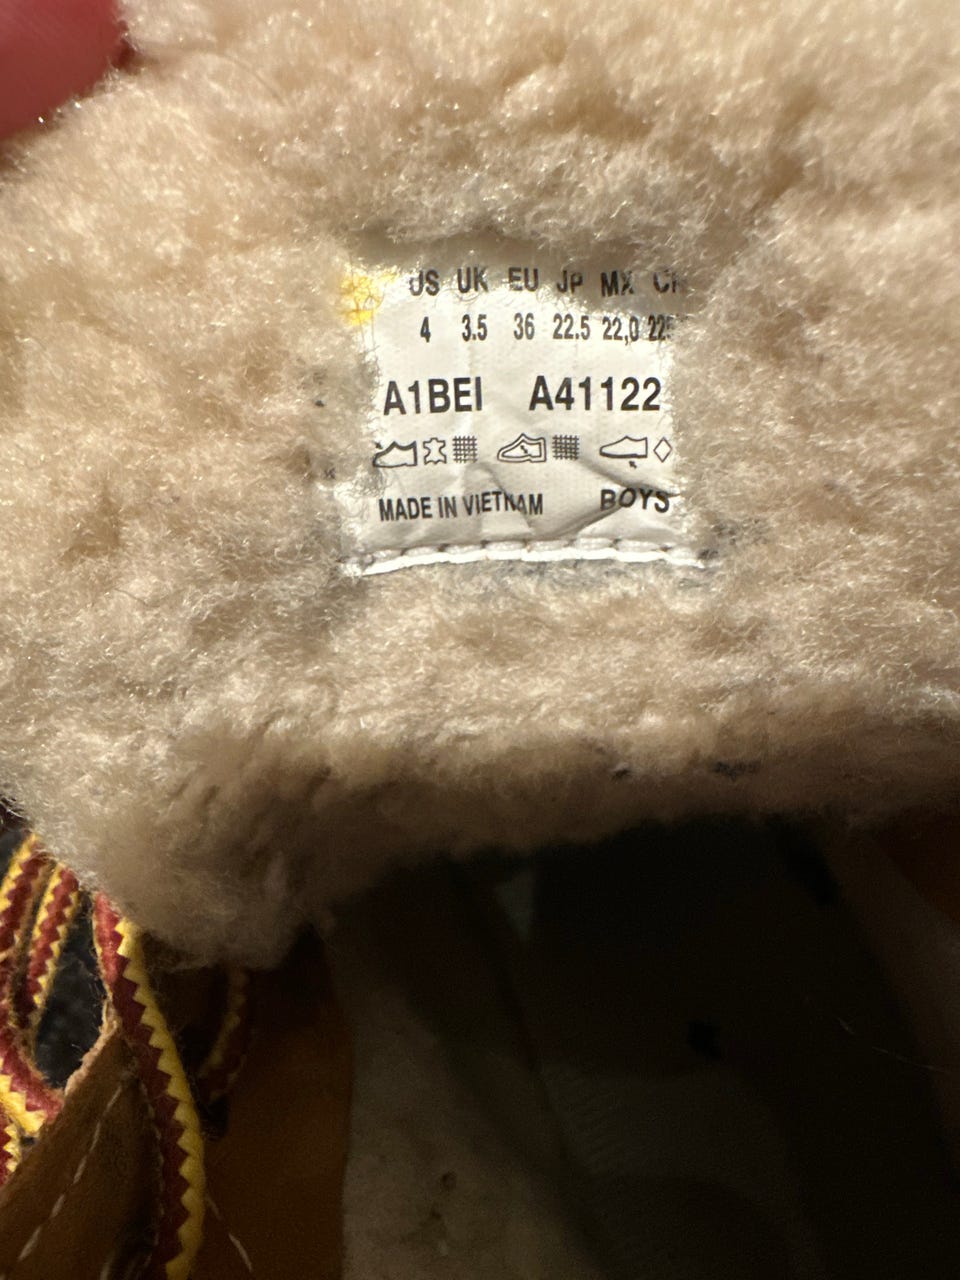 US UK EU JP MX
4 3.5 36 22.5 22,0 225
A1BEI A41122
MADE IN VIETNAM BOYS